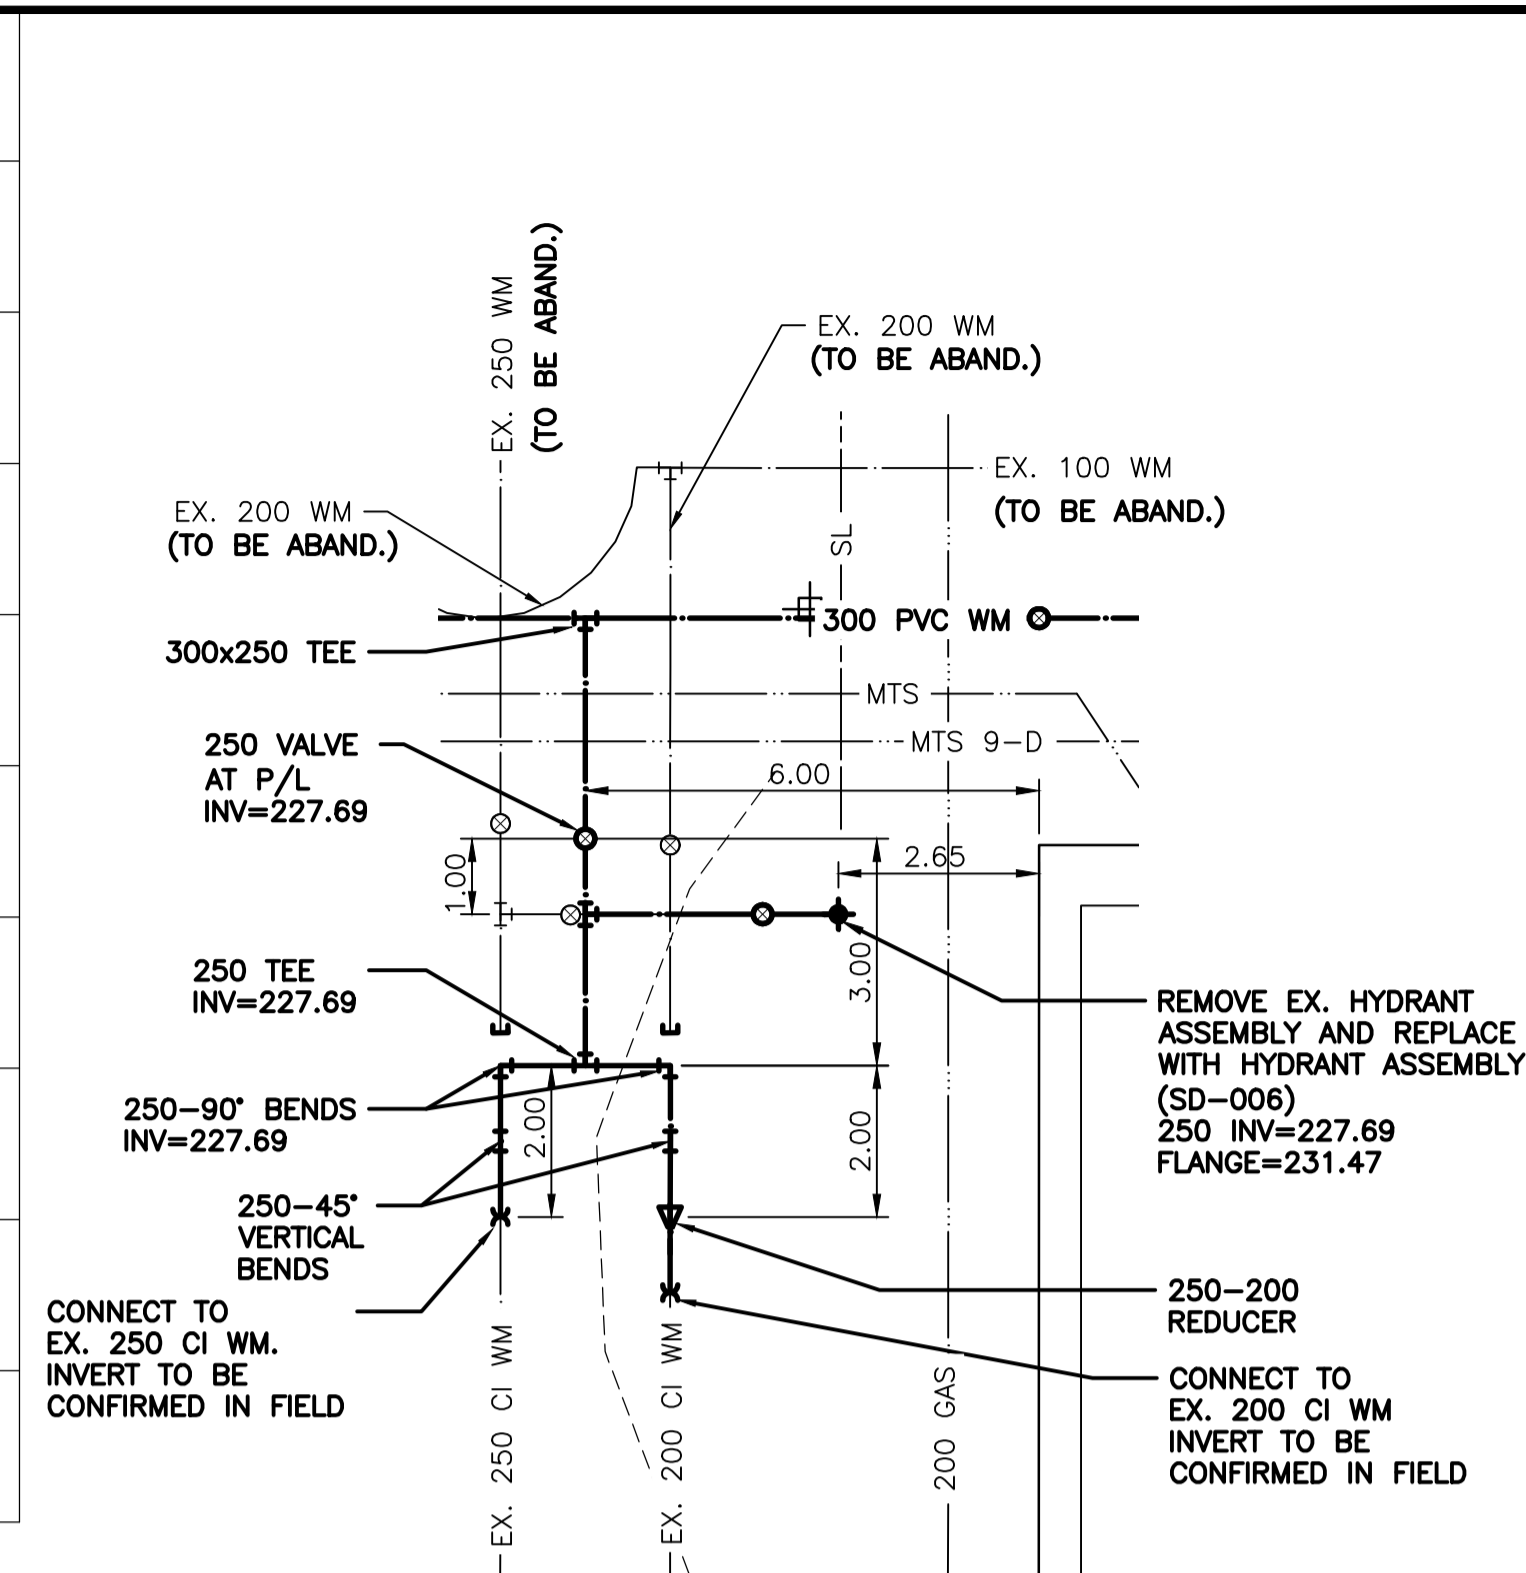 EX. 250 WM
(TO BE ABAND.)
EX. 200 WM
(TO BE ABAND.)
EX. 100 WM
(TO BE ABAND.)
EX. 200 WM
(TO BE ABAND.)
SL
300 PVC WM
300x250 TEE
MTS
MTS 9-D
250 VALVE
AT P/L
INV=227.69
6.00
2.65
1.00
3.00
250 TEE
INV=227.69
REMOVE EX. HYDRANT
ASSEMBLY AND REPLACE
WITH HYDRANT ASSEMBLY
(SD-006)
250 INV=227.69
FLANGE=231.47
250-90° BENDS
INV=227.69
2.00
2.00
250-45°
VERTICAL
BENDS
250-200
REDUCER
CONNECT TO
EX. 250 CI WM.
INVERT TO BE
CONFIRMED IN FIELD
CONNECT TO
EX. 200 CI WM
INVERT TO BE
CONFIRMED IN FIELD
EX. 250 CI WM
EX. 200 CI WM
200 GAS